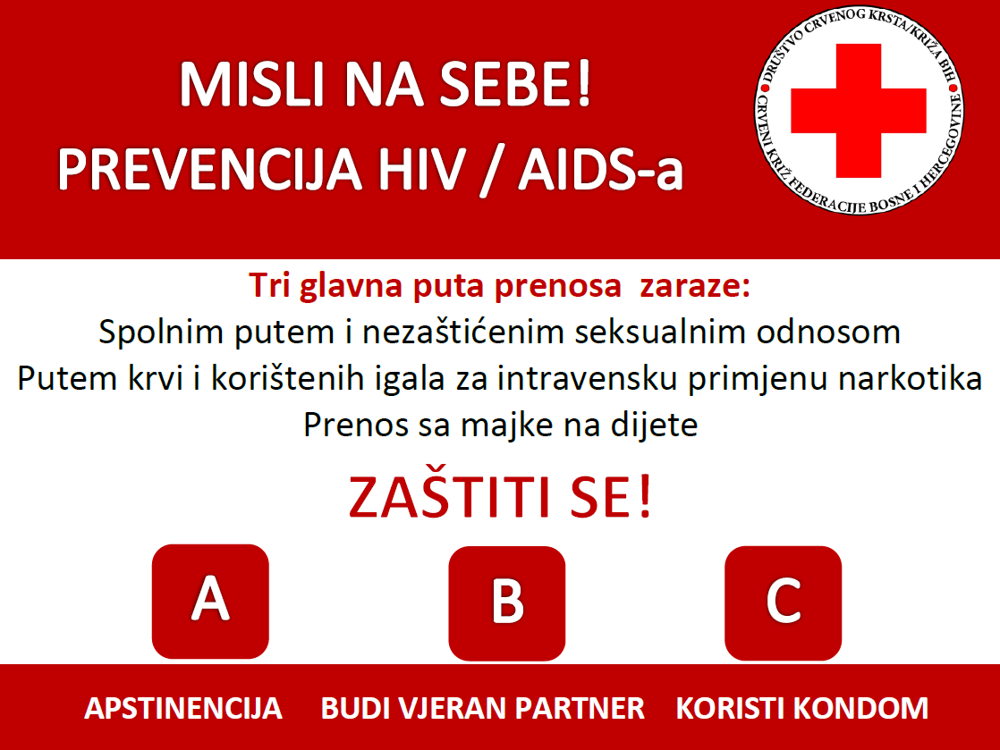 MISLI NA SEBE!
PREVENCIJA HIV / AIDS-a
DRUŠTVO CRVENOG KRSTA/KRIŽA BIH
CRVENI KRIŽ FEDERACIJE BOSNE I HERCEGOVINE
Tri glavna puta prenosa  zaraze:
Spolnim putem i nezaštićenim seksualnim odnosom
Putem krvi i korištenih igala za intravensku primjenu narkotika
Prenos sa majke na dijete
ZAŠTITI SE!
A B C
APSTINENCIJA BUDI VJERAN PARTNER KORISTI KONDOM